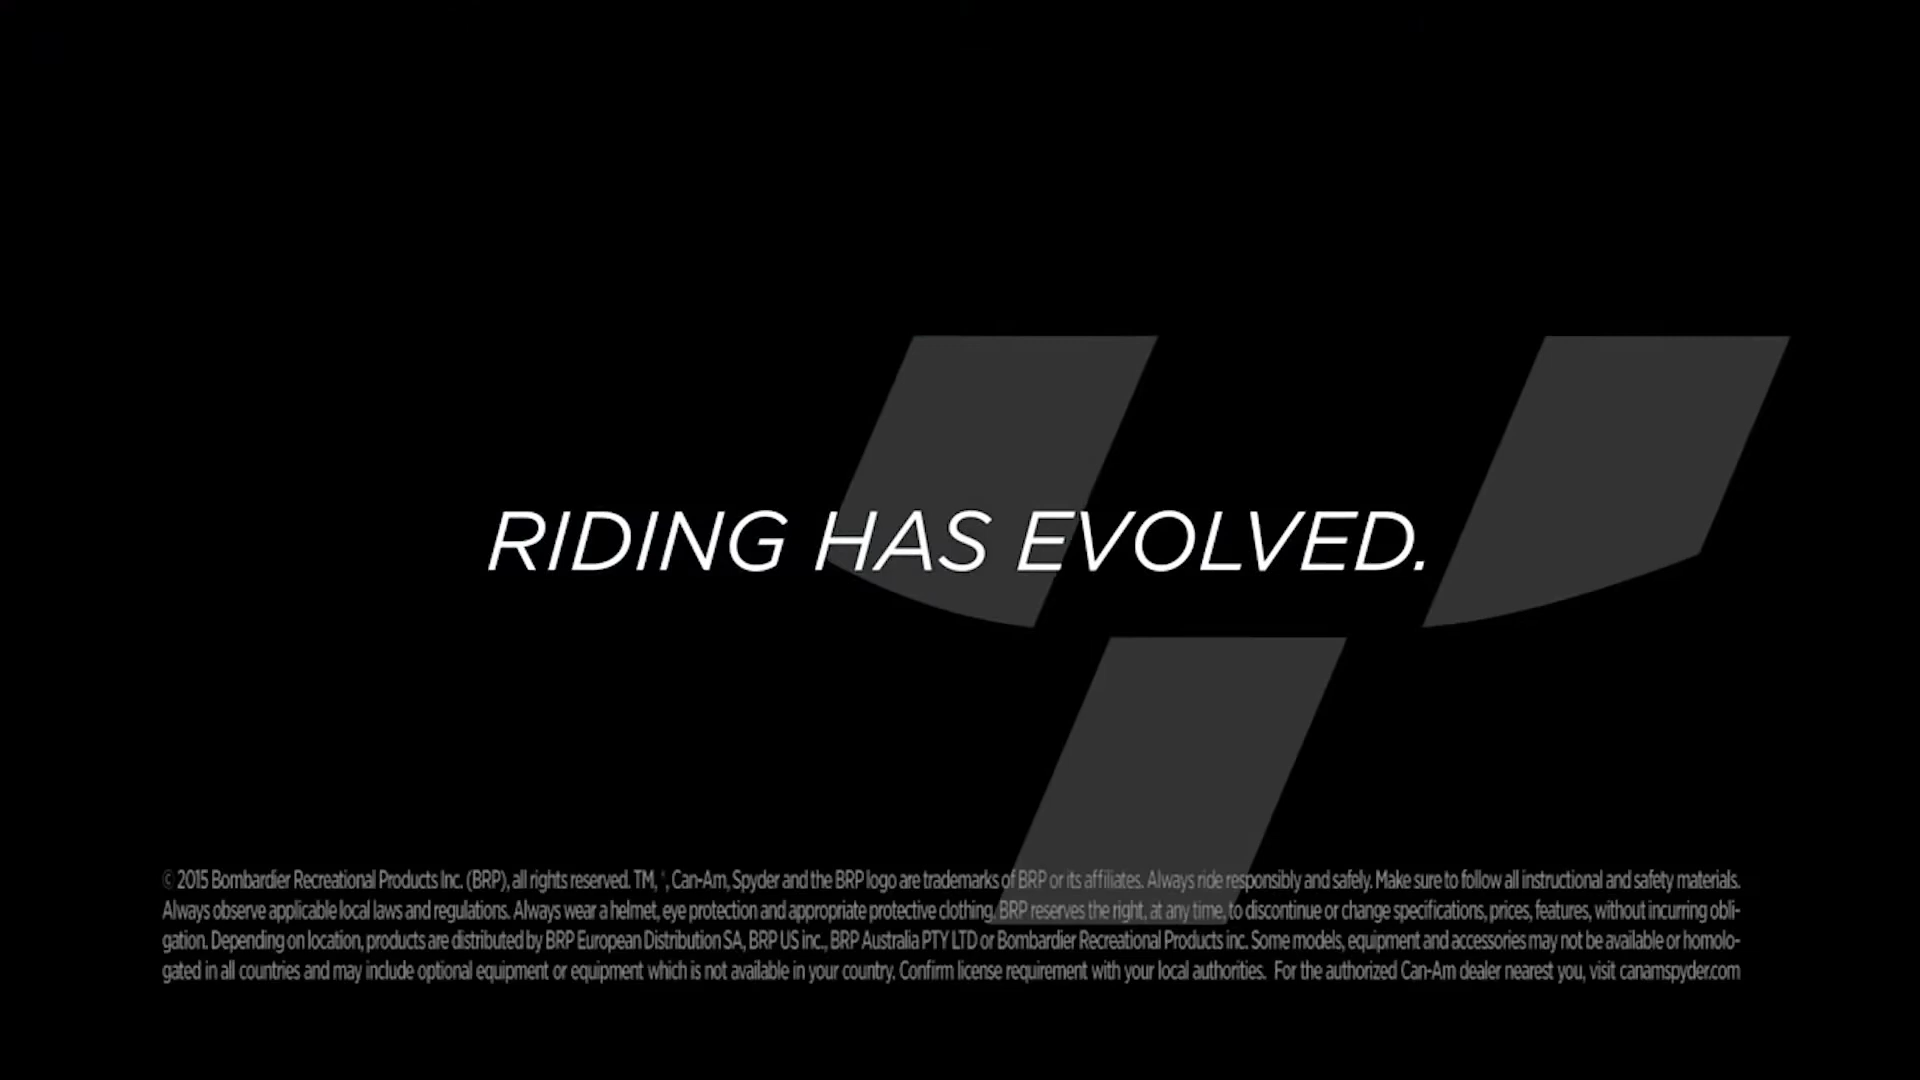 RIDING HAS EVOLVED.
© 2015 Bombardier Recreational Products Inc. (BRP), all rights reserved. TM, ®, Can-Am, Spyder and the BRP logo are trademarks of BRP or its affiliates. Always ride responsibly and safely. Make sure to follow all instructional and safety materials.
Always observe applicable local laws and regulations. Always wear a helmet, eye protection and appropriate protective clothing. BRP reserves the right, at any time, to discontinue or change specifications, prices, features, without incurring obli-
gation. Depending on location, products are distributed by BRP European Distribution SA, BRP US inc., BRP Australia PTY LTD or Bombardier Recreational Products inc. Some models, equipment and accessories may not be available or homolo-
gated in all countries and may include optional equipment or equipment which is not available in your country. Confirm license requirement with your local authorities. For the authorized Can-Am dealer nearest you, visit canamspyder.com